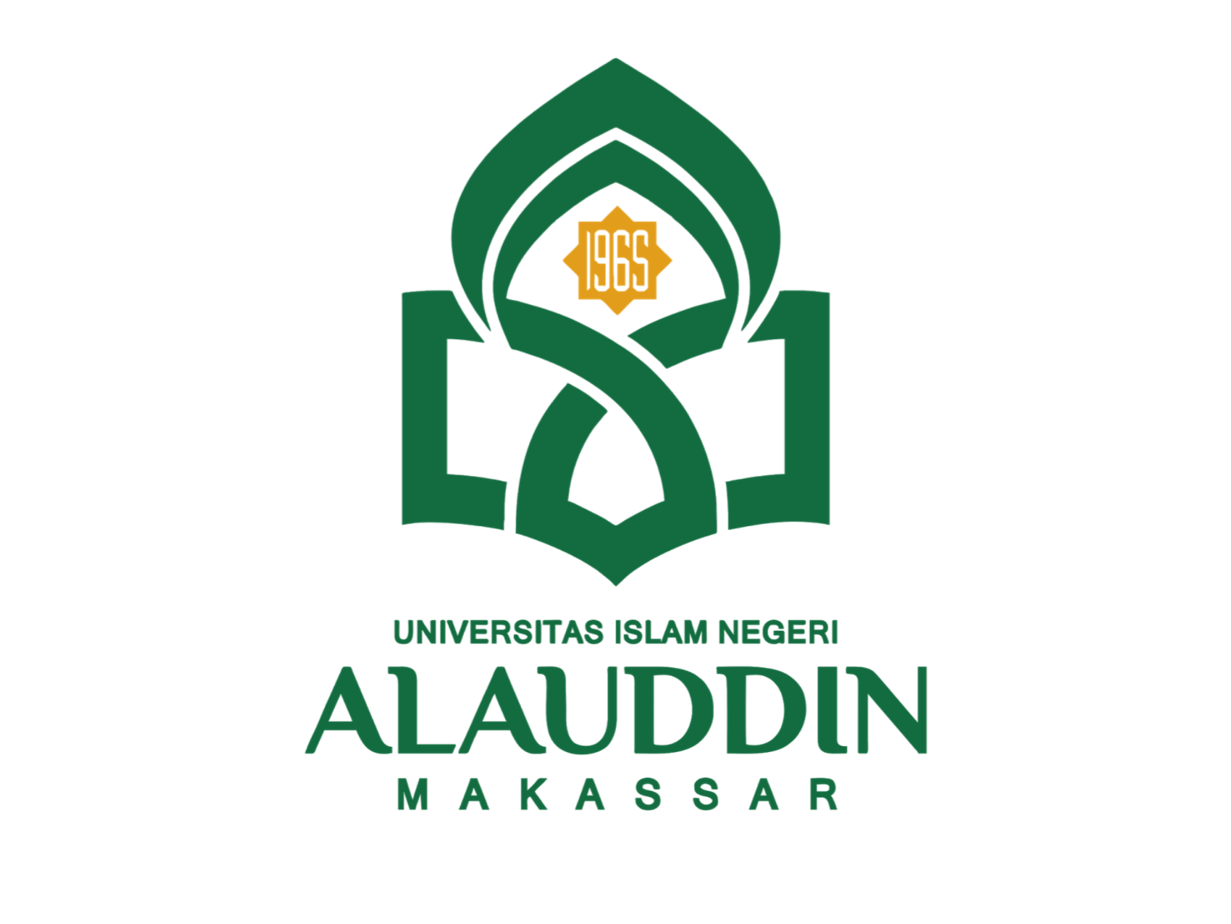 1965
UNIVERSITAS ISLAM NEGERI
ALAUDDIN
MAKASSAR